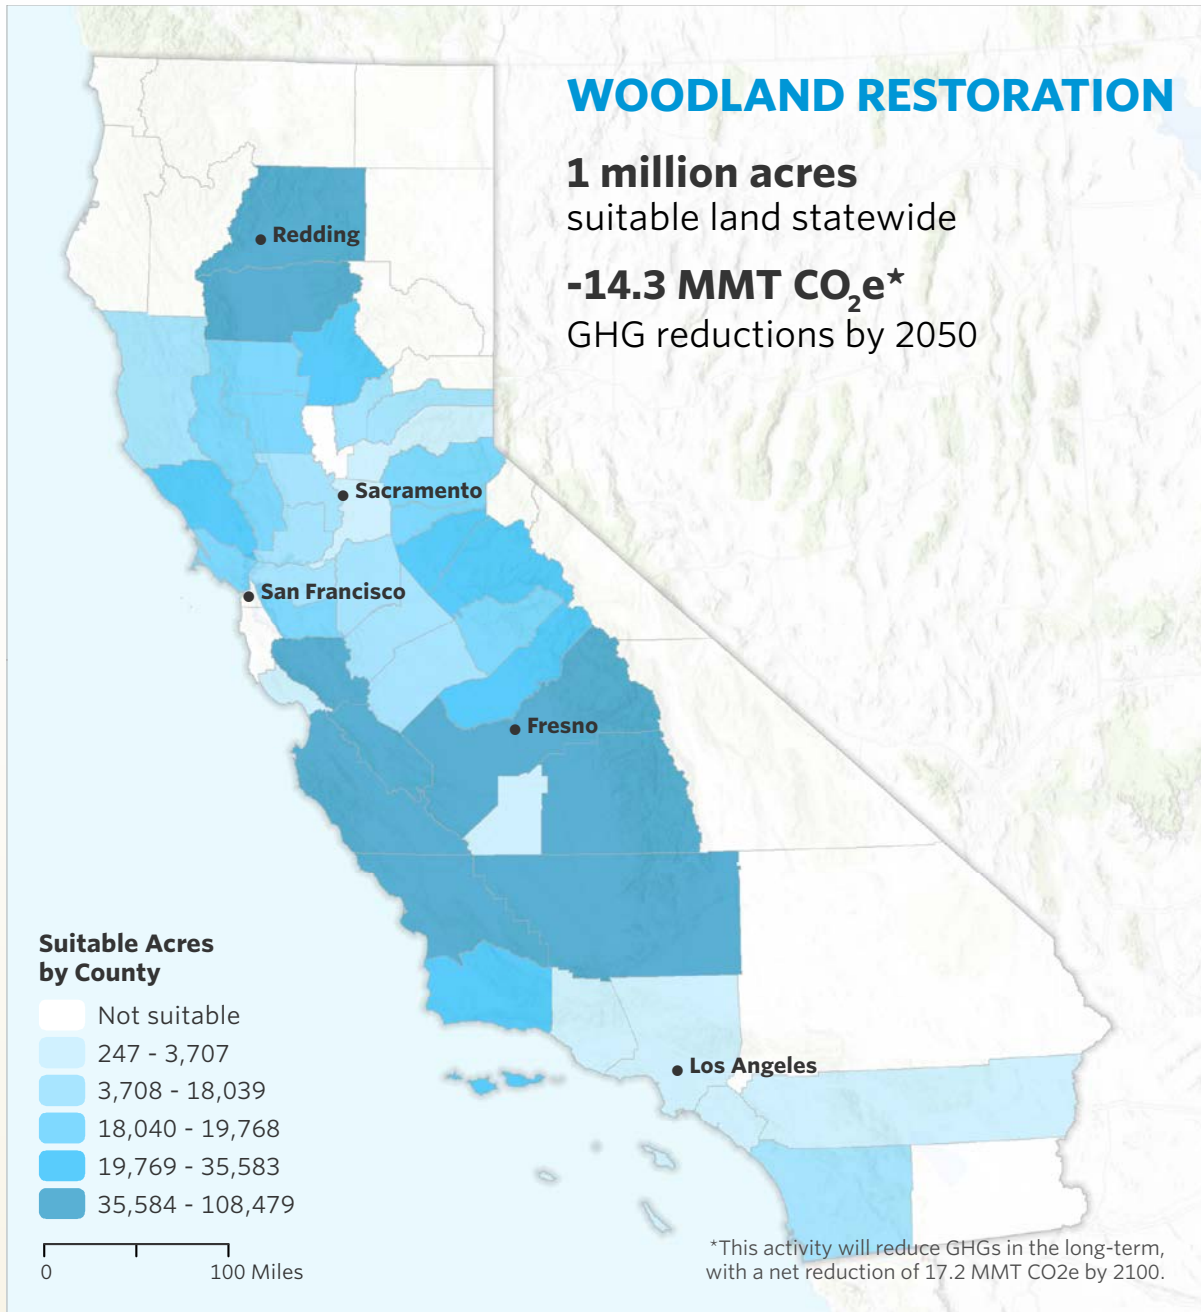 WOODLAND RESTORATION
1 million acres
suitable land statewide
-14.3 MMT CO₂e*
GHG reductions by 2050
Redding
Sacramento
San Francisco
Fresno
Los Angeles
Suitable Acres
by County
Not suitable
247 - 3,707
3,708 - 18,039
18,040 - 19,768
19,769 - 35,583
35,584 - 108,479
0 100 Miles
*This activity will reduce GHGs in the long-term,
with a net reduction of 17.2 MMT CO2e by 2100.